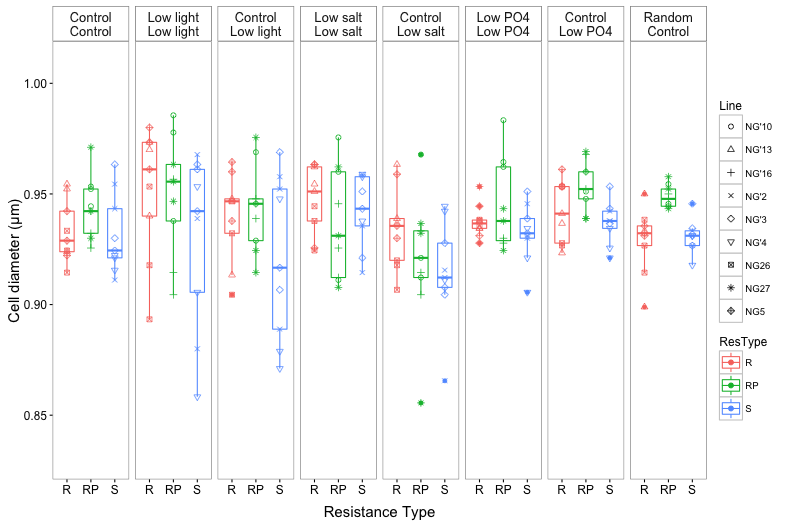 Control Low light Control Low salt Control Low PO4 Control Random
Control Low light Low light Low salt Low salt Low PO4 Low PO4 Control
Cell diameter (μm)
1.00
0.95
0.90
0.85
R RP S R RP S R RP S R RP S R RP S R RP S R RP S R RP S
Resistance Type
Line
NG'10
NG'13
NG'16
NG'2
NG'3
NG'4
NG26
NG27
NG5
ResType
R
RP
S